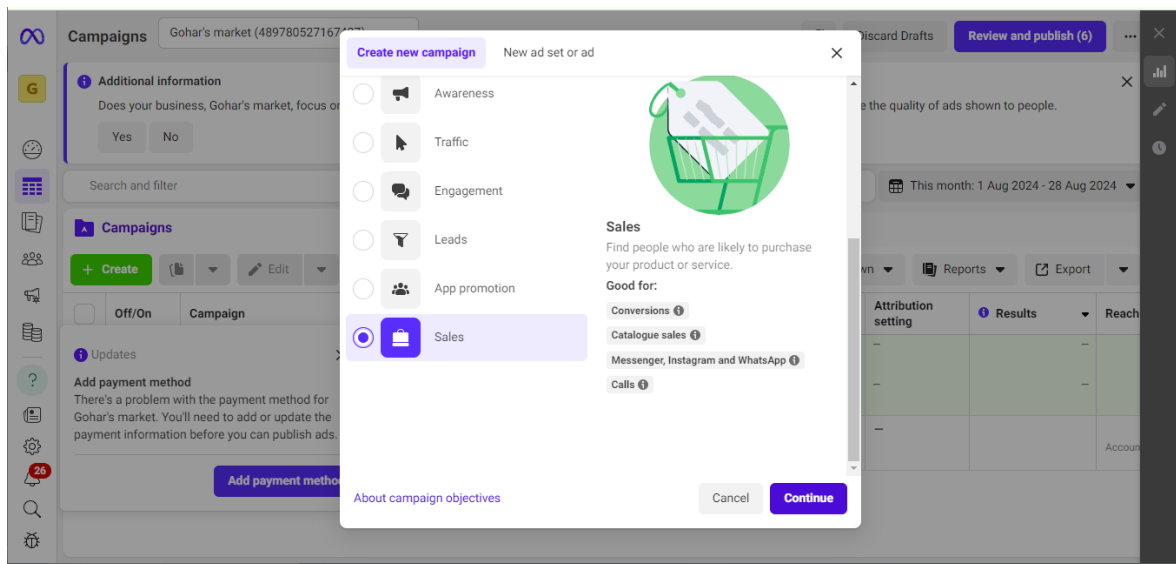 Campaigns
Gohar's market (489780527167
Discard Drafts
Review and publish (6)
G
Additional information
Does your business, Gohar's market, focus or
e the quality of ads shown to people.
Yes
No
Search and filter
This month: 1 Aug 2024 - 28 Aug 2024
Campaigns
+ Create
Edit
wn
Reports
Export
Off/On
Campaign
Attribution
setting
Results
Reach
Updates
Add payment method
There's a problem with the payment method for
Gohar's market. You'll need to add or update the
payment information before you can publish ads.
Add payment metho
Accoun
26
Create new campaign
New ad set or ad
Awareness
Traffic
Engagement
Leads
App promotion
Sales
Sales
Find people who are likely to purchase
your product or service.
Good for:
Conversions
Catalogue sales
Messenger, Instagram and WhatsApp
Calls
About campaign objectives
Cancel
Continue